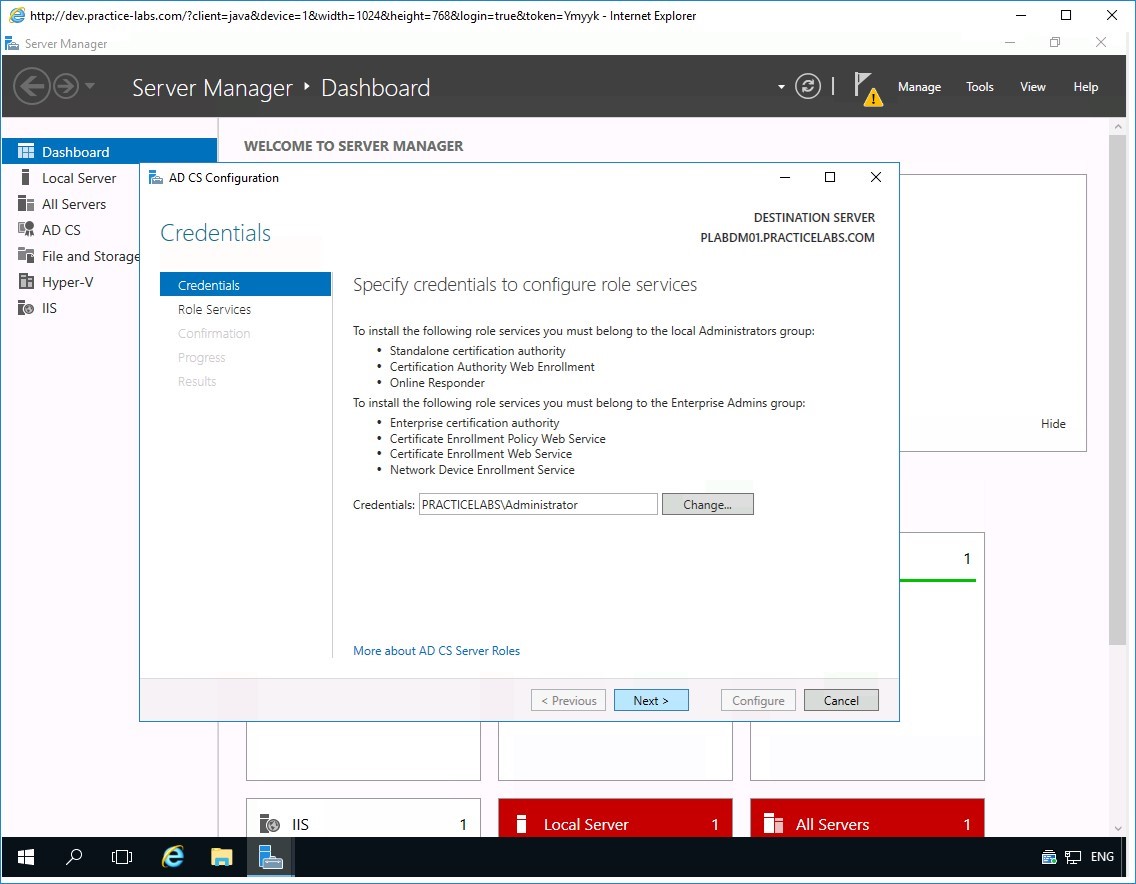 http://dev.practice-labs.com/?client=java&device=1&width=1024&height=768&login=true&token=Ymyyk - Internet Explorer
Server Manager
Server Manager ‣ Dashboard
Manage
Tools
View
Help
Dashboard
Local Server
All Servers
AD CS
File and Storage
Hyper-V
IIS
WELCOME TO SERVER MANAGER
Hide
1
AD CS Configuration
Credentials
DESTINATION SERVER
PLABDM01.PRACTICELABS.COM
Credentials
Role Services
Confirmation
Progress
Results
Specify credentials to configure role services
To install the following role services you must belong to the local Administrators group:
• Standalone certification authority
• Certification Authority Web Enrollment
• Online Responder
To install the following role services you must belong to the Enterprise Admins group:
• Enterprise certification authority
• Certificate Enrollment Policy Web Service
• Certificate Enrollment Web Service
• Network Device Enrollment Service
Credentials: PRACTICELABS\Administrator Change...
More about AD CS Server Roles
< Previous Next > Configure Cancel
IIS 1
Local Server 1
All Servers 1
ENG